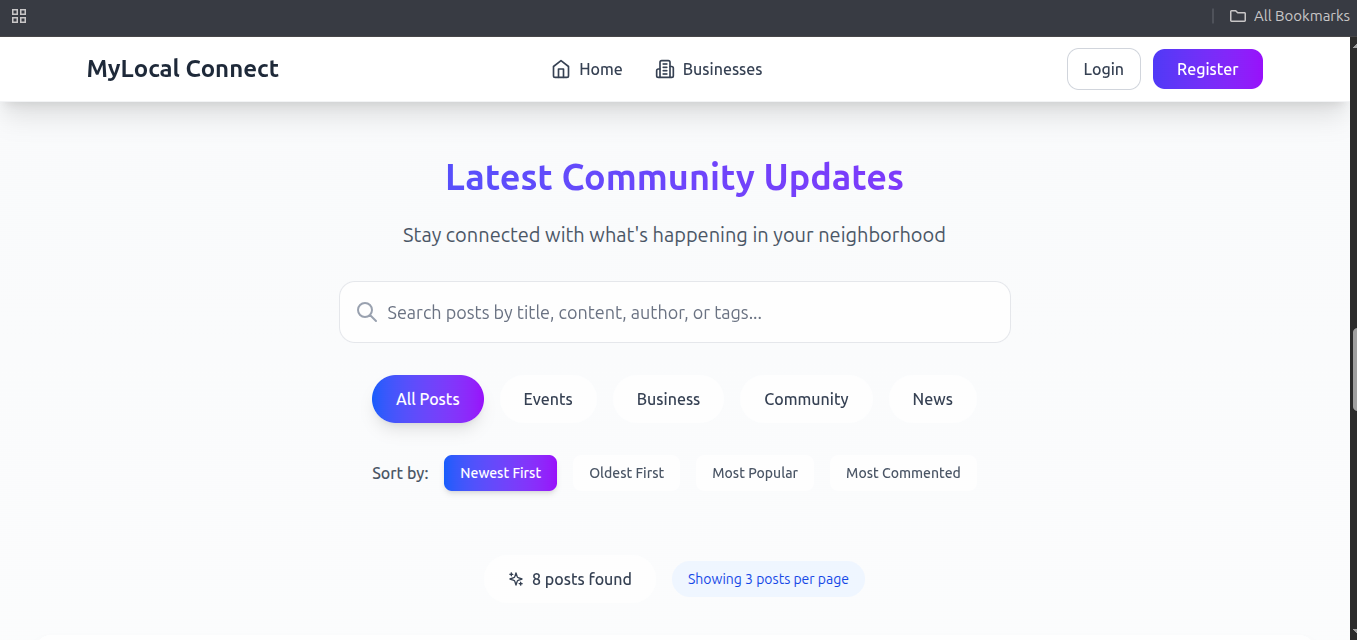 All Bookmarks
MyLocal Connect Home Businesses Login Register
Latest Community Updates
Stay connected with what's happening in your neighborhood
Search posts by title, content, author, or tags...
All Posts Events Business Community News
Sort by: Newest First Oldest First Most Popular Most Commented
8 posts found Showing 3 posts per page